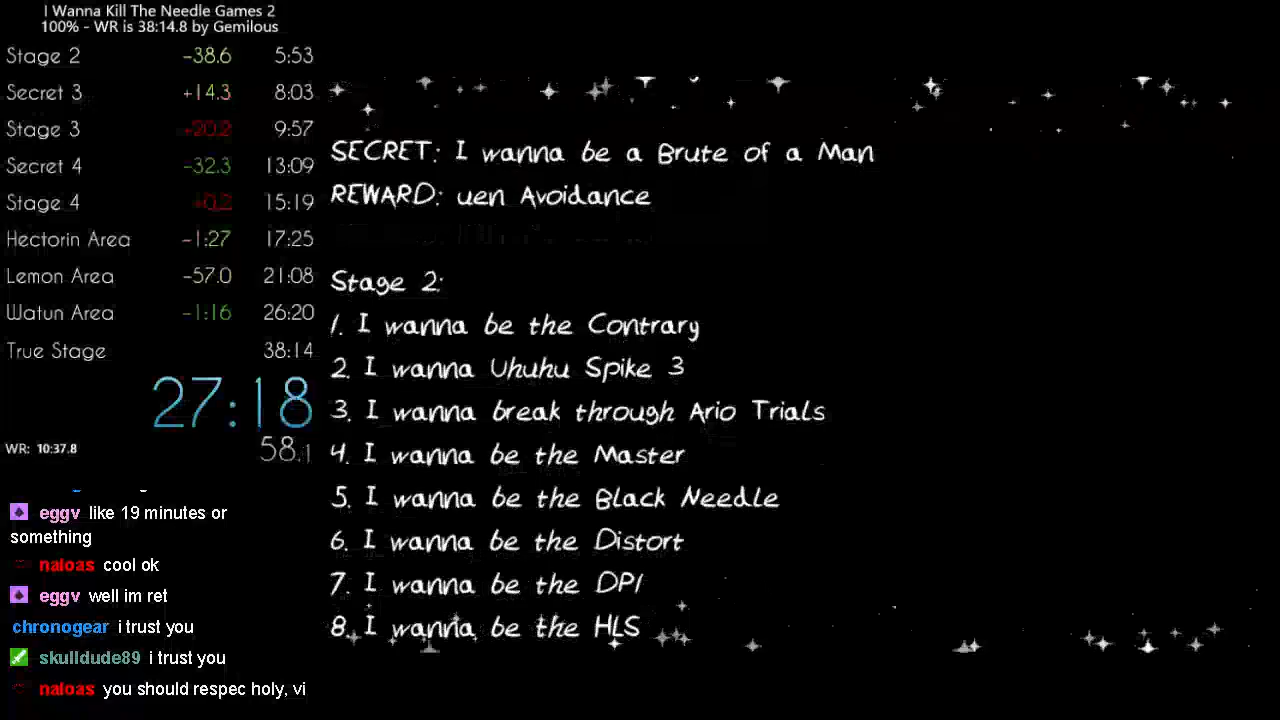 I Wanna Kill The Needle Games 2
100% - WR is 38:14.8 by Gemilous
Stage 2 -38.6 5:53
Secret 3 +14.3 8:03
Stage 3 +20.2 9:57
Secret 4 -32.3 13:09
Stage 4 +0.2 15:19
Hectorin Area -1:27 17:25
Lemon Area -57.0 21:08
Watun Area -1:16 26:20
True Stage 38:14
27:18
WR: 10:37.8 58.1
eggv like 19 minutes or
something
naloas cool ok
eggv well im ret
chronogear i trust you
skulldude89 i trust you
naloas you should respec holy, vi
SECRET: I wanna be a Brute of a Man
REWARD: uen Avoidance
Stage 2:
1. I wanna be the Contrary
2. I wanna Uhuhu Spike 3
3. I wanna break through Ario Trials
4. I wanna be the Master
5. I wanna be the Black Needle
6. I wanna be the Distort
7. I wanna be the DPI
8. I wanna be the HLS